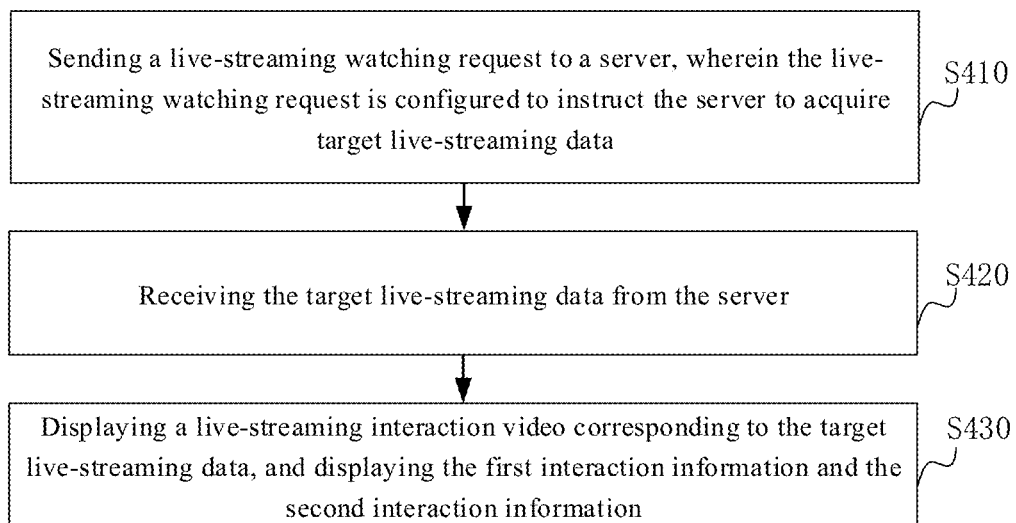 Sending a live-streaming watching request to a server, wherein the live-
streaming watching request is configured to instruct the server to acquire
target live-streaming data
S410
Receiving the target live-streaming data from the server
S420
Displaying a live-streaming interaction video corresponding to the target
live-streaming data, and displaying the first interaction information and the
second interaction information
S430